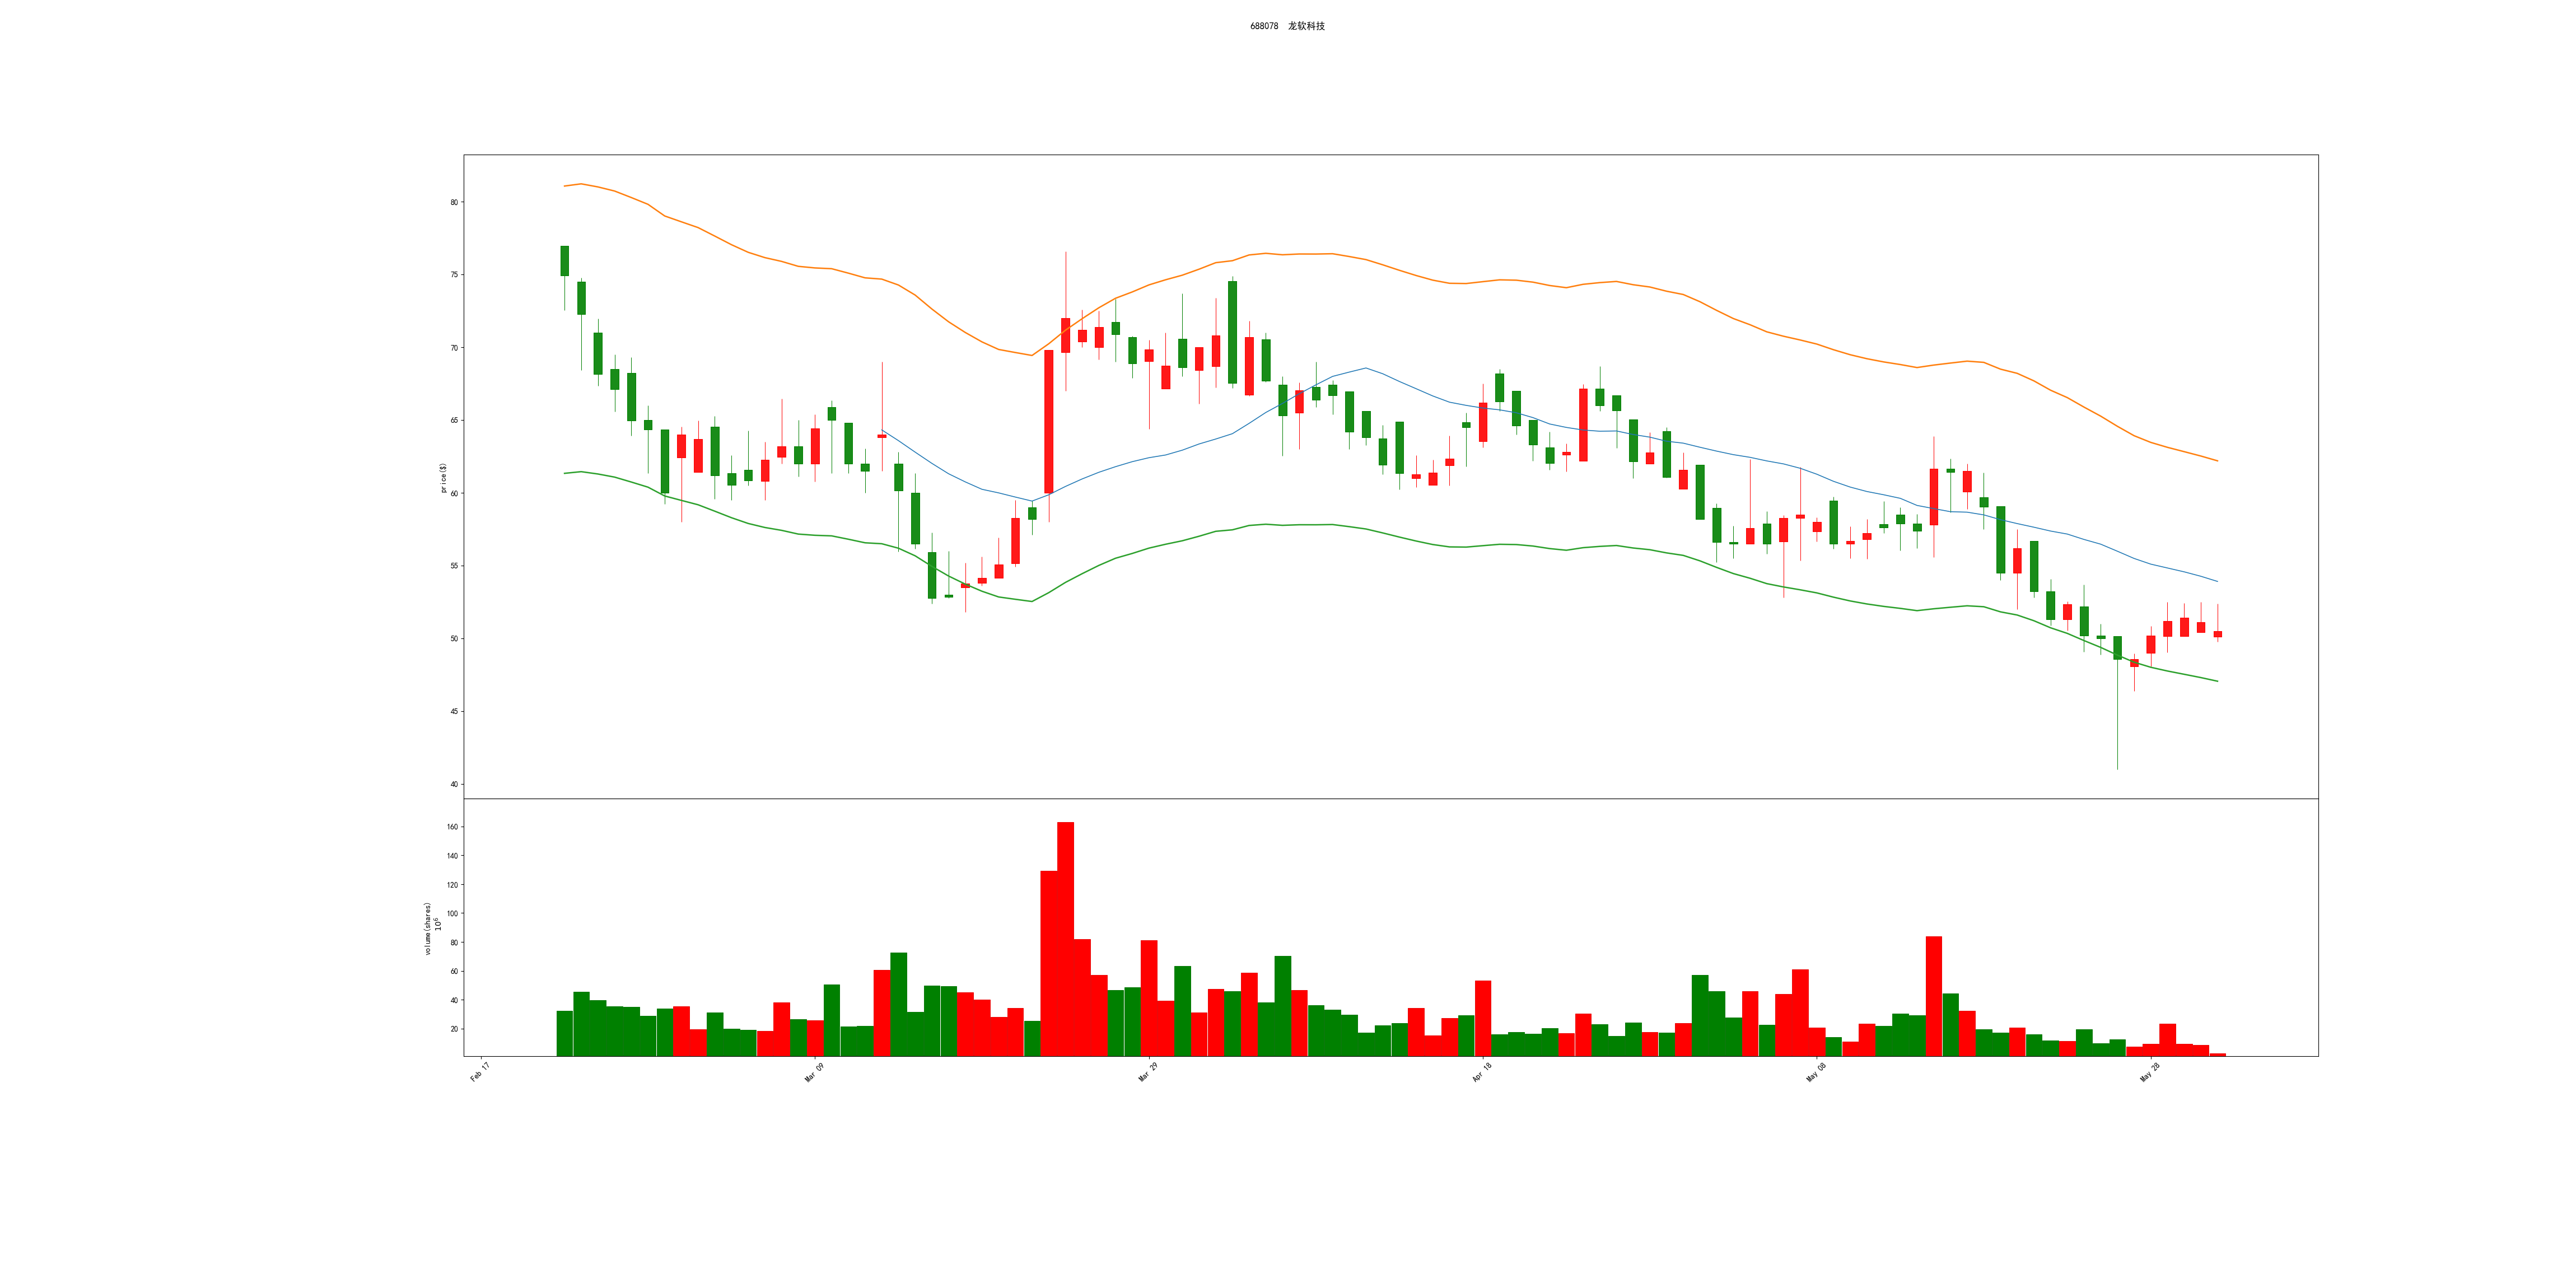 688078 龙软科技
80
75
70
65
60
55
50
45
40
price($)
160
140
120
100
80
60
40
20
volume(shares)
10^6
Feb 17
Mar 09
Mar 29
Apr 18
May 08
May 28